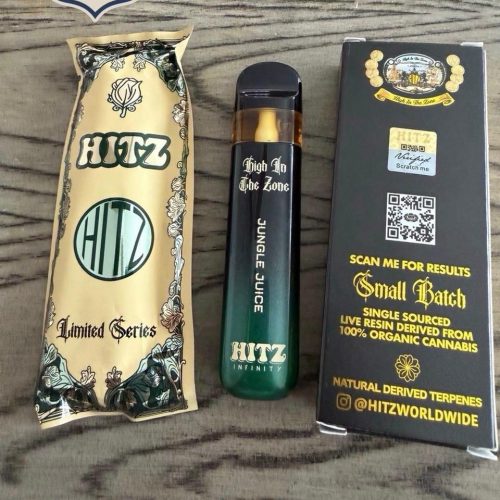 HITZ
HITZ
Limited Series
High In
The Zone
JUNGLE JUICE
HITZ
INFINITY
High In The Zone
HITZ
Verified
Scratch me
SCAN ME FOR RESULTS
Small Batch
SINGLE SOURCED
LIVE RESIN DERIVED FROM
100% ORGANIC CANNABIS
NATURAL DERIVED TERPENES
@HITZWORLDWIDE